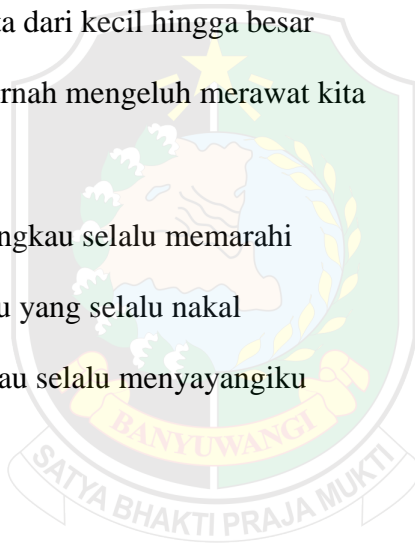 ta dari kecil hingga besar
rnah mengeluh merawat kita
ngkau selalu memarahi
u yang selalu nakal
au selalu menyayangiku
BANYUWANGI
SATYA BHAKTI PRAJA MUKTI